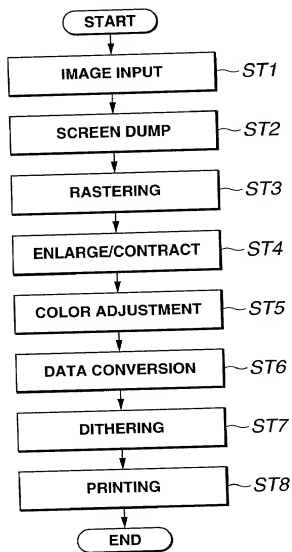 START
IMAGE INPUT ST1
SCREEN DUMP ST2
RASTERING ST3
ENLARGE/CONTRACT ST4
COLOR ADJUSTMENT ST5
DATA CONVERSION ST6
DITHERING ST7
PRINTING ST8
END